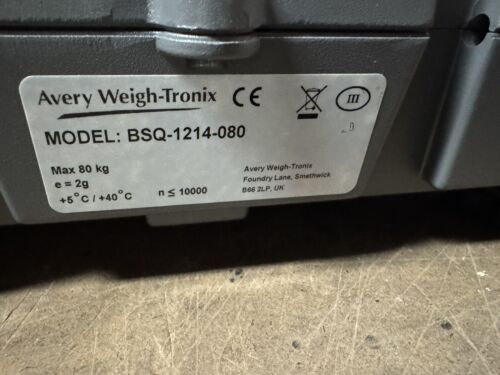 Avery Weigh-Tronix CE III
MODEL: BSQ-1214-080
Max 80 kg
e = 2g
+5°C / +40°C n ≤ 10000
Avery Weigh-Tronix
Foundry Lane, Smethwick
B66 2LP, UK